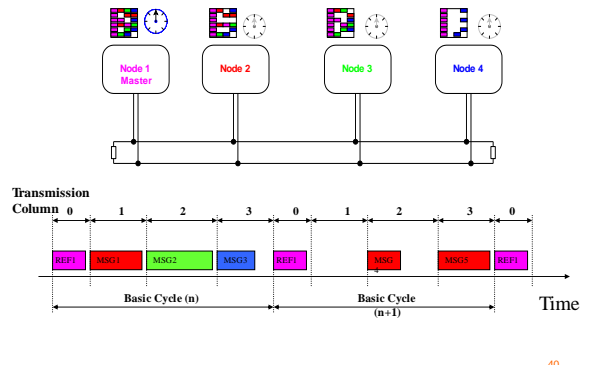 Node 1
Master
Node 2
Node 3
Node 4
Transmission
Column 0 1 2 3 0 1 2 3 0
REF1 MSG1 MSG2 MSG3 REF1 MSG
4
MSG5 REF1
Basic Cycle (n) Basic Cycle
(n+1)
Time
40